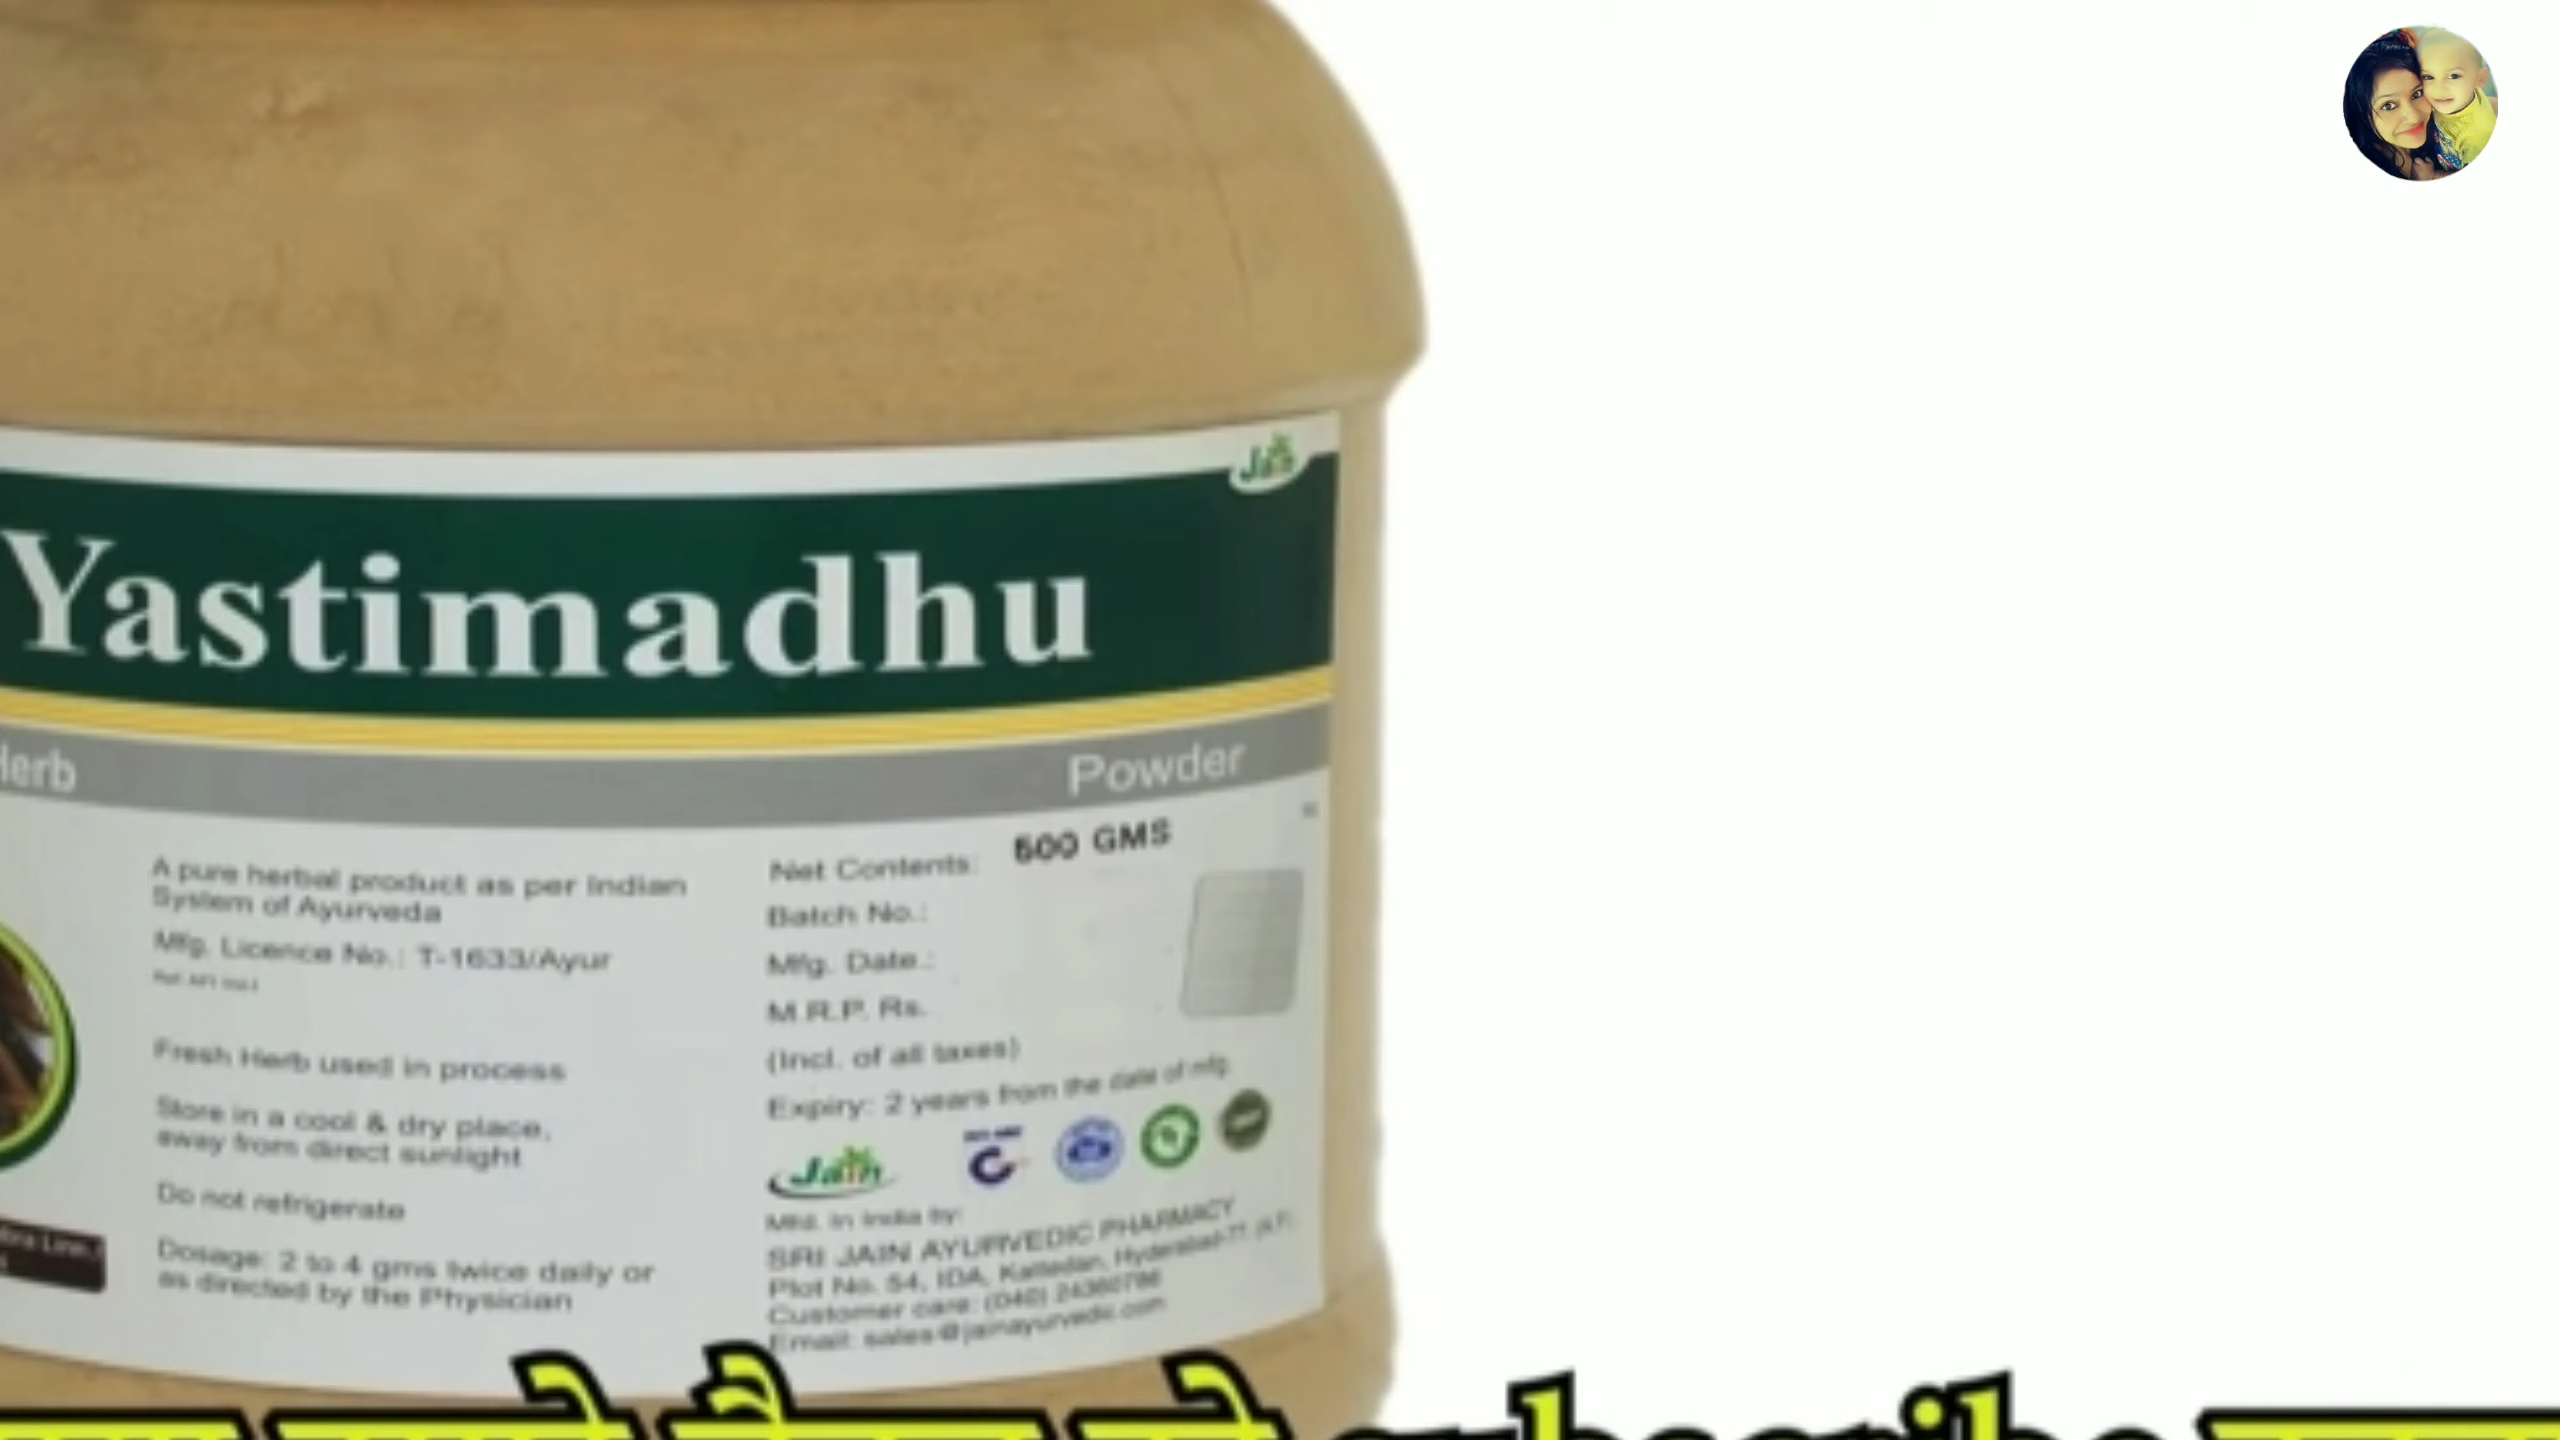 Jain
Yastimadhu
Herb
Powder
A pure herbal product as per Indian
System of Ayurveda
Mfg. Licence No.: T-1633/Ayur
Fresh Herb used in process
Store in a cool & dry place,
away from direct sunlight
Do not refrigerate
Dosage: 2 to 4 gms twice daily or
as directed by the Physician
Net Contents: 500 GMS
Batch No.:
Mfg. Date.:
M.R.P. Rs.
(Incl. of all taxes)
Expiry: 2 years from the date of mfg.
Jain
Mfd. in India by:
SRI JAIN AYURVEDIC PHARMACY
Plot No. 54, IDA, Kattedan, Hyderabad-77.
Customer care: (040) 24360786
Email: sales@jainayurvedic.com
subscribe